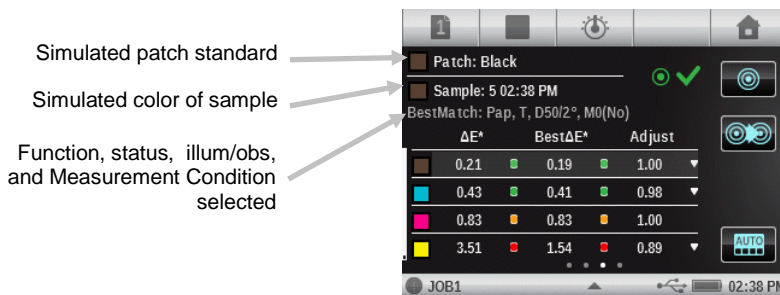 Simulated patch standard
Simulated color of sample
Function, status, illum/obs,
and Measurement Condition
selected
1
Patch: Black
Sample: 5 02:38 PM
BestMatch: Pap, T, D50/2°, M0(No)
ΔE* BestΔE* Adjust
0.21 0.19 1.00
0.43 0.41 0.98
0.83 0.83 1.00
3.51 1.54 0.89
AUTO
JOB1 02:38 PM